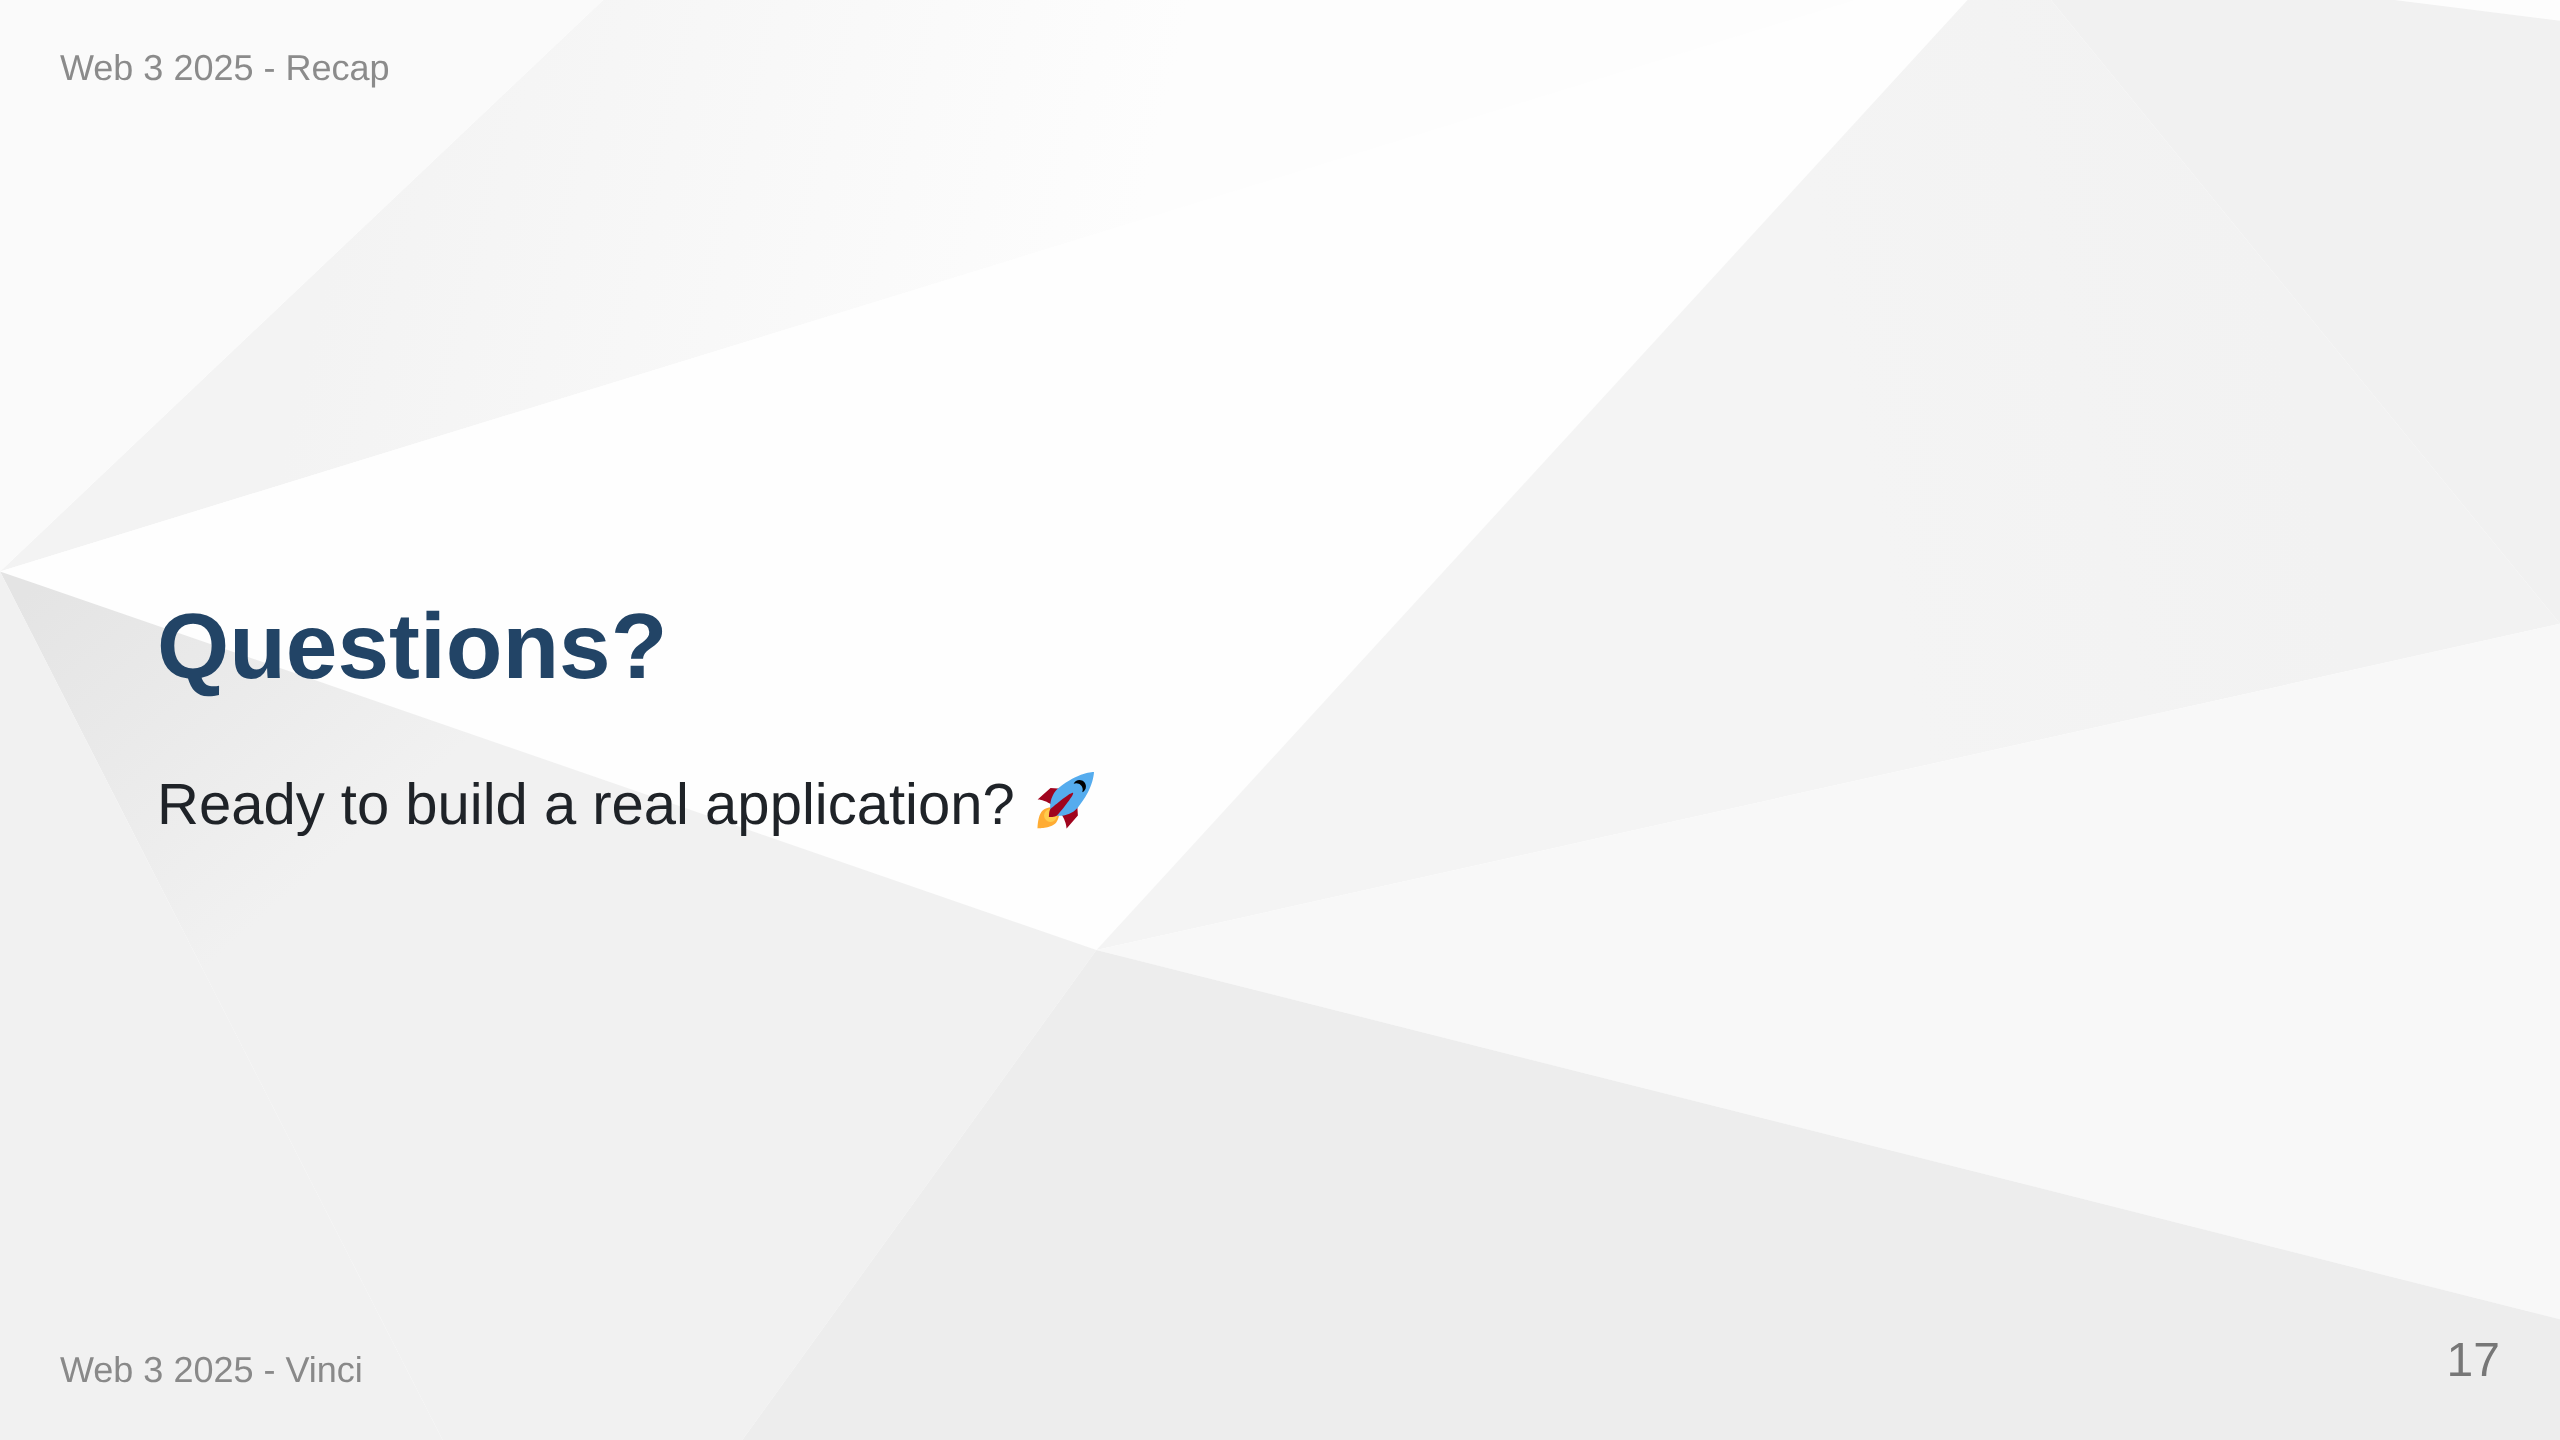 Web 3 2025 - Recap
Questions?
Ready to build a real application? 🚀
Web 3 2025 - Vinci
17